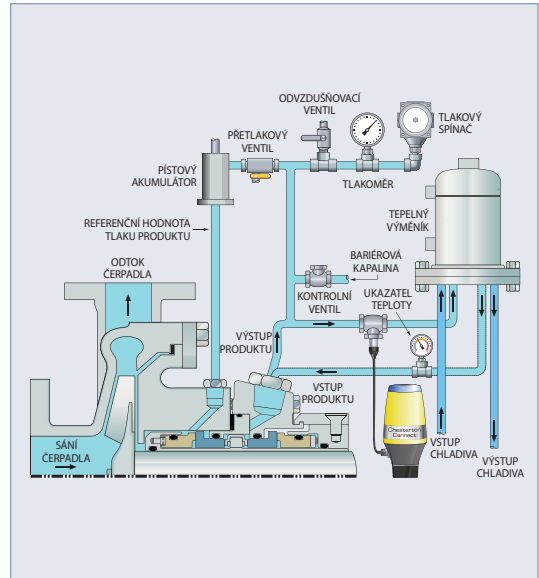 ODVZDUŠŇOVACÍ
VENTIL
TLAKOVÝ
SPÍNAČ
PŘETLAKOVÝ
VENTIL
PÍSTOVÝ
AKUMULÁTOR
TLAKOMĚR
TEPELNÝ
VÝMĚNÍK
REFERENČNÍ HODNOTA
TLAKU PRODUKTU
BARIÉROVÁ
KAPALINA
ODTOK
ČERPADLA
KONTROLNÍ
VENTIL
UKAZATEL
TEPLOTY
VÝSTUP
PRODUKTU
VSTUP
PRODUKTU
Chesterton
Connect
SÁNÍ
ČERPADLA
VSTUP
CHLADIVA
VÝSTUP
CHLADIVA